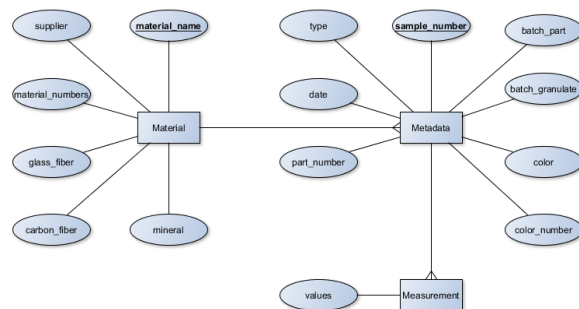 supplier
material_name
type
sample_number
batch_part
material_numbers
date
batch_granulate
Material
Metadata
glass_fiber
part_number
color
carbon_fiber
mineral
color_number
values
Measurement